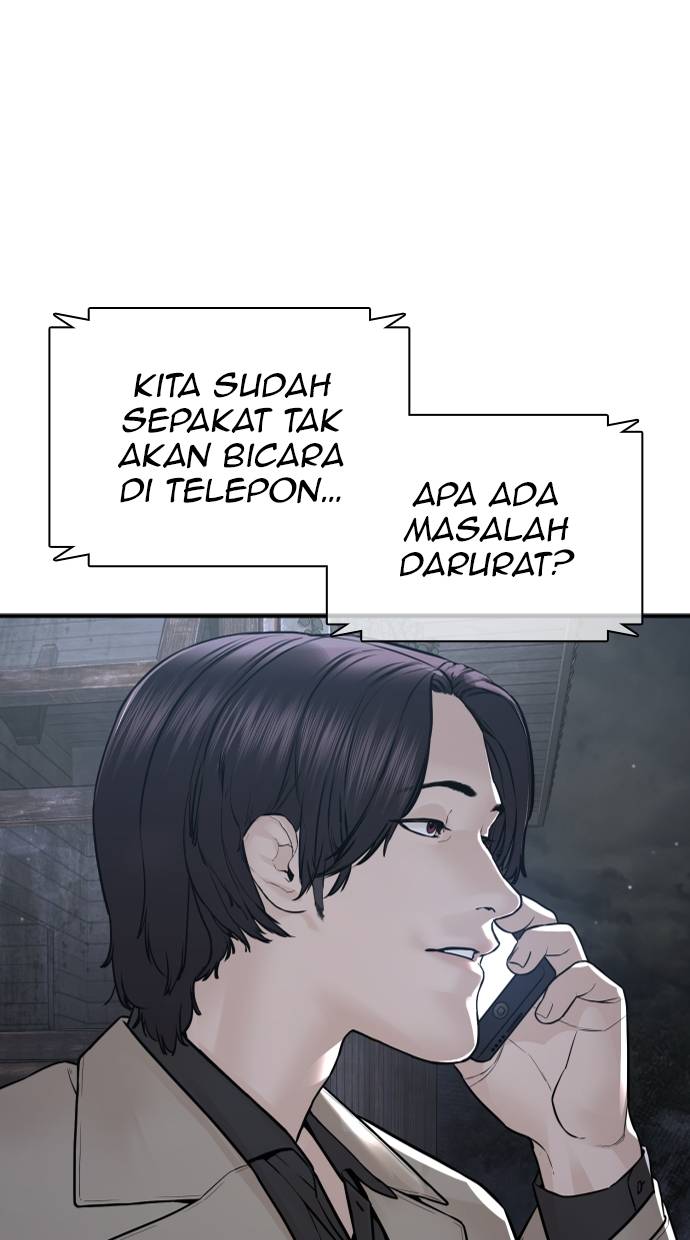 KITA SUDAH
SEPAKAT TAK
AKAN BICARA
DI TELEPON...
APA ADA
MASALAH
DARURAT?